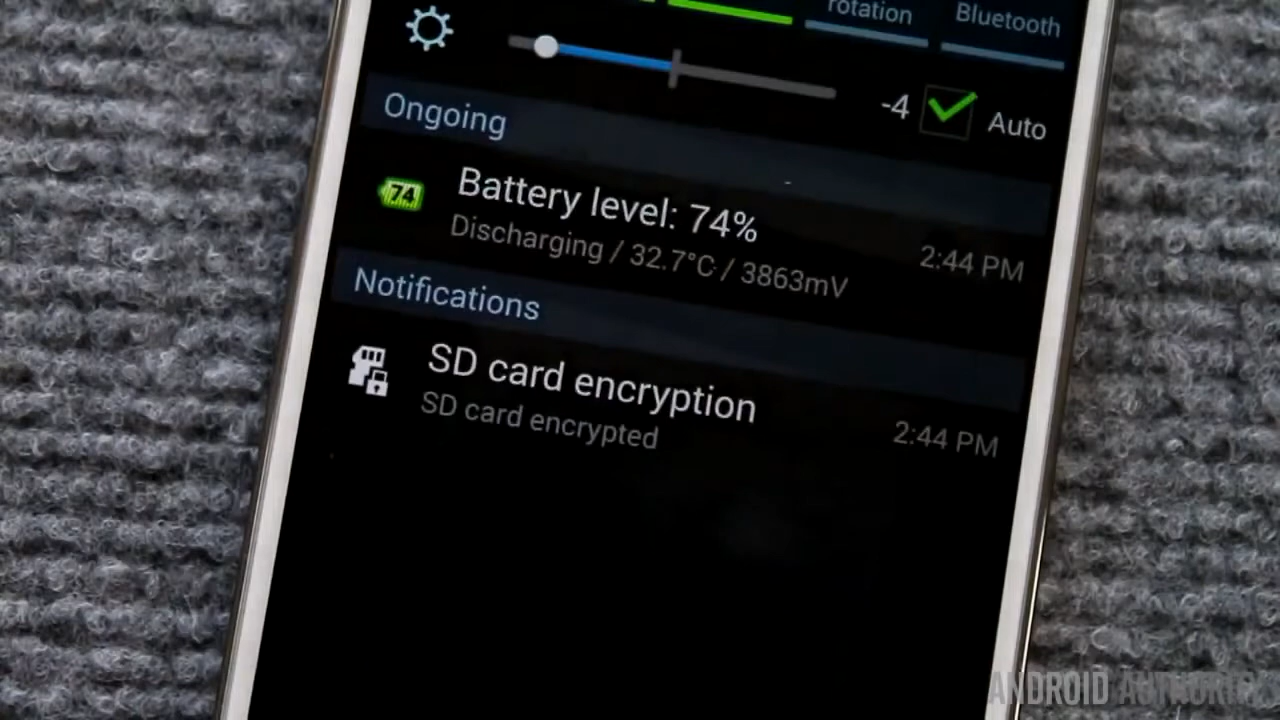 rotation
Bluetooth
-4
Auto
Ongoing
74
Battery level: 74%
Discharging / 32.7°C / 3863mV
2:44 PM
Notifications
SD card encryption
SD card encrypted
2:44 PM
ANDROID AUTHORITY